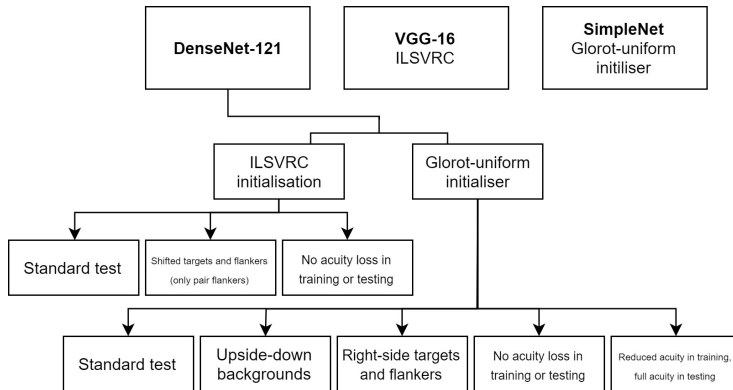 DenseNet-121
VGG-16
ILSVRC
SimpleNet
Glorot-uniform
initiliser
ILSVRC
initialisation
Glorot-uniform
initialiser
Standard test
Shifted targets and flankers
(only pair flankers)
No acuity loss in
training or testing
Standard test
Upside-down
backgrounds
Right-side targets
and flankers
No acuity loss in
training or testing
Reduced acuity in training,
full acuity in testing